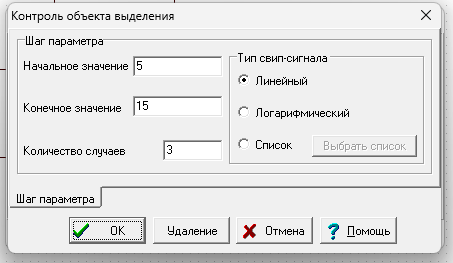 Контроль объекта выделения
Шаг параметра
Начальное значение 5
Конечное значение 15
Количество случаев 3
Тип свип-сигнала
Линейный
Логарифмический
Список Выбрать список
Шаг параметра
OK Удаление Отмена Помощь